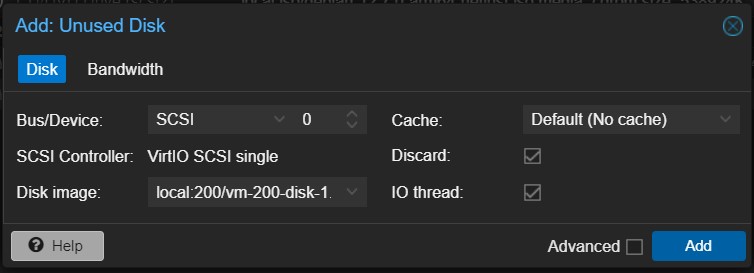 Add: Unused Disk
Disk Bandwidth
Bus/Device: SCSI 0 Cache: Default (No cache)
SCSI Controller: VirtIO SCSI single Discard:
Disk image: local:200/vm-200-disk-1. IO thread:
Help Advanced Add